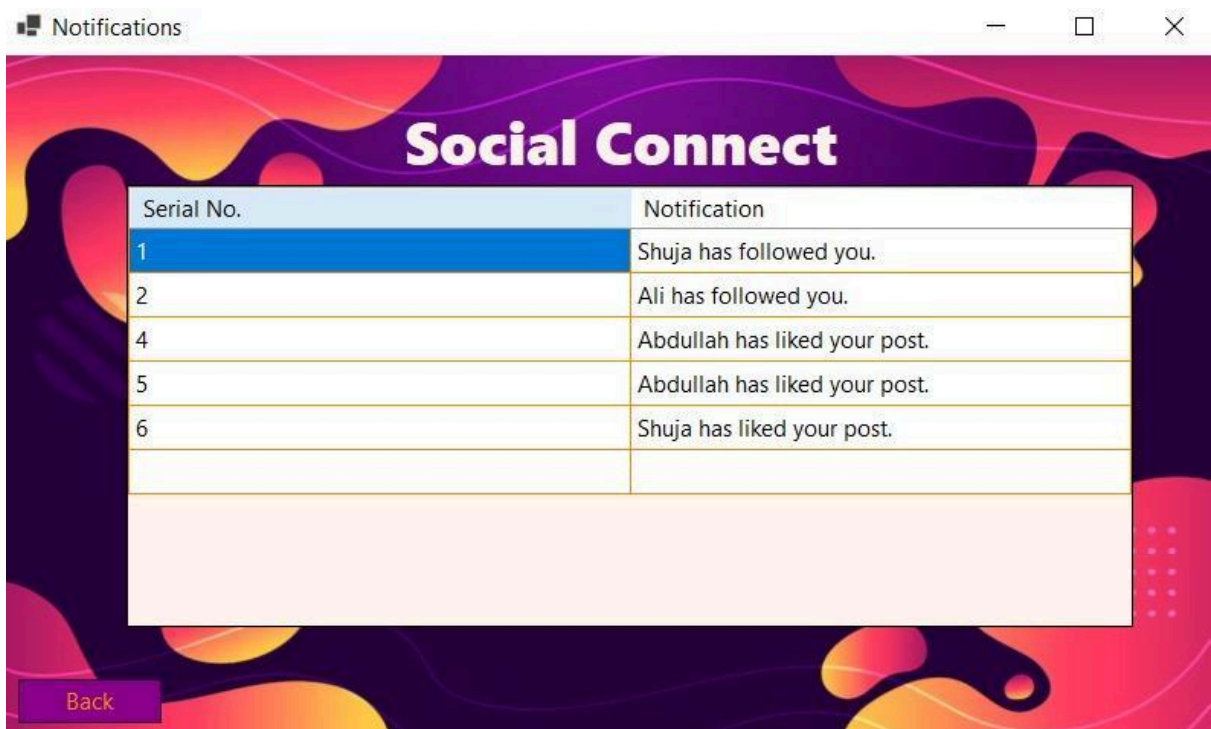 Notifications
Social Connect
Serial No. Notification
1 Shuja has followed you.
2 Ali has followed you.
4 Abdullah has liked your post.
5 Abdullah has liked your post.
6 Shuja has liked your post.
Back